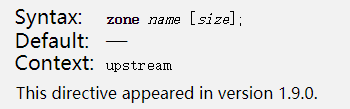 Syntax: zone name [size];
Default: —
Context: upstream
This directive appeared in version 1.9.0.